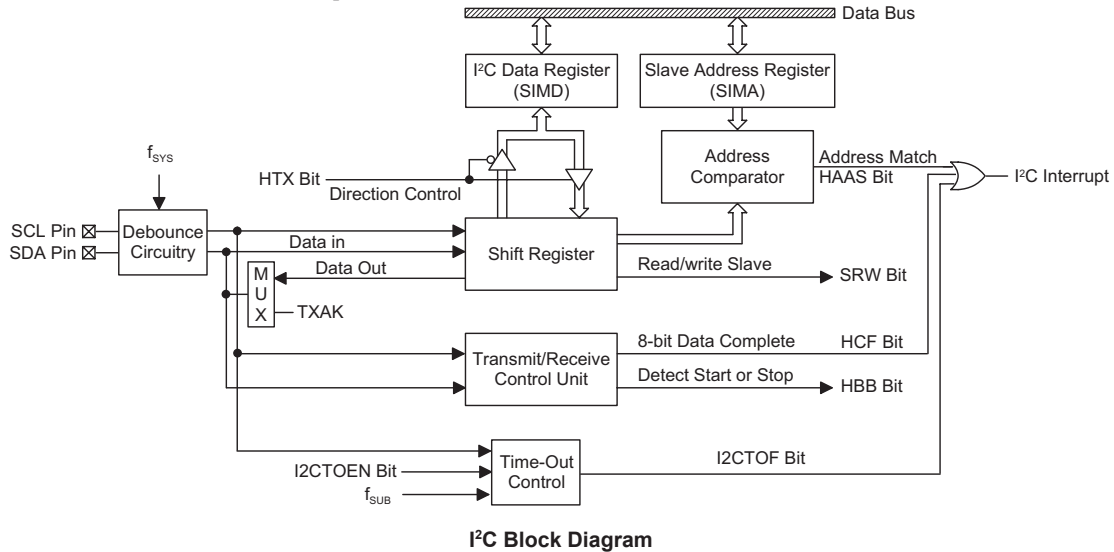 Data Bus
I²C Data Register
(SIMD)
Slave Address Register
(SIMA)
fSYS
HTX Bit
Direction Control
Address
Comparator
Address Match
HAAS Bit
I²C Interrupt
SCL Pin
SDA Pin
Debounce
Circuitry
Data in
Shift Register
Data Out
M
U
X
TXAK
Read/write Slave
SRW Bit
Transmit/Receive
Control Unit
8-bit Data Complete
HCF Bit
Detect Start or Stop
HBB Bit
I2CTOEN Bit
fSUB
Time-Out
Control
I2CTOF Bit
I²C Block Diagram